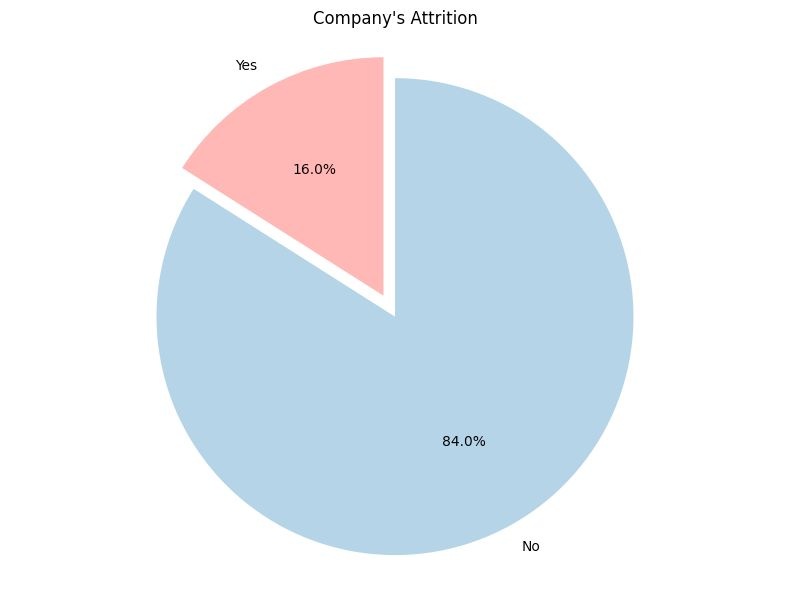 Company's Attrition
Yes
16.0%
84.0%
No